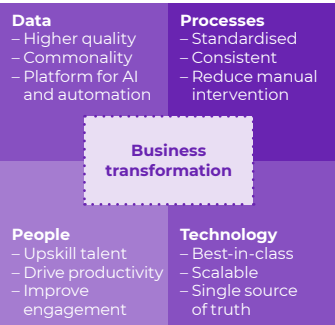 Data
– Higher quality
– Commonality
– Platform for AI
and automation
Processes
– Standardised
– Consistent
– Reduce manual
intervention
Business
transformation
People
– Upskill talent
– Drive productivity
– Improve
engagement
Technology
– Best-in-class
– Scalable
– Single source
of truth